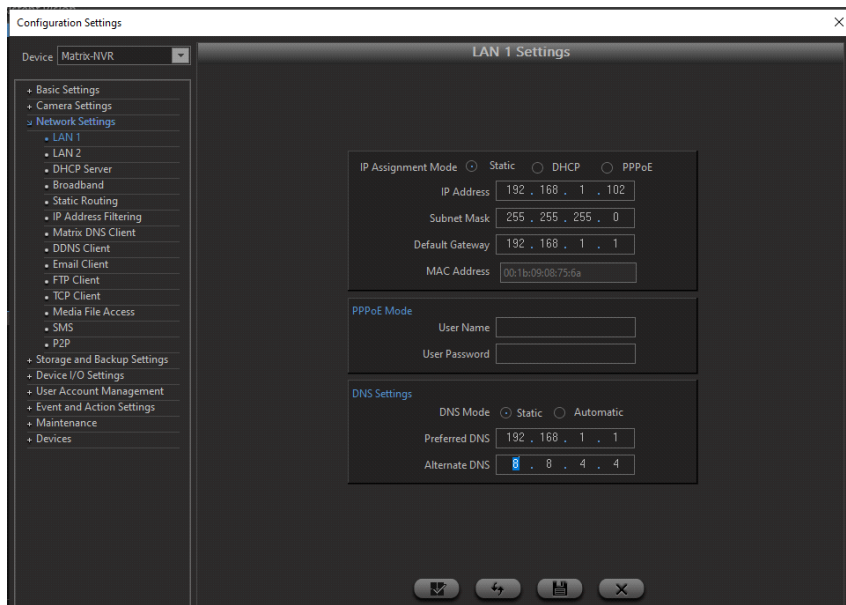 Configuration Settings
Device Matrix-NVR
LAN 1 Settings
+ Basic Settings
+ Camera Settings
Network Settings
LAN 1
LAN 2
DHCP Server
Broadband
Static Routing
IP Address Filtering
Matrix DNS Client
DDNS Client
Email Client
FTP Client
TCP Client
Media File Access
SMS
P2P
+ Storage and Backup Settings
+ Device I/O Settings
+ User Account Management
+ Event and Action Settings
+ Maintenance
+ Devices
IP Assignment Mode Static DHCP PPPoE
IP Address 192 . 168 . 1 . 102
Subnet Mask 255 . 255 . 255 . 0
Default Gateway 192 . 168 . 1 . 1
MAC Address 00:1b:09:08:75:6a
PPPoE Mode
User Name
User Password
DNS Settings
DNS Mode Static Automatic
Preferred DNS 192 . 168 . 1 . 1
Alternate DNS 8 . 8 . 4 . 4